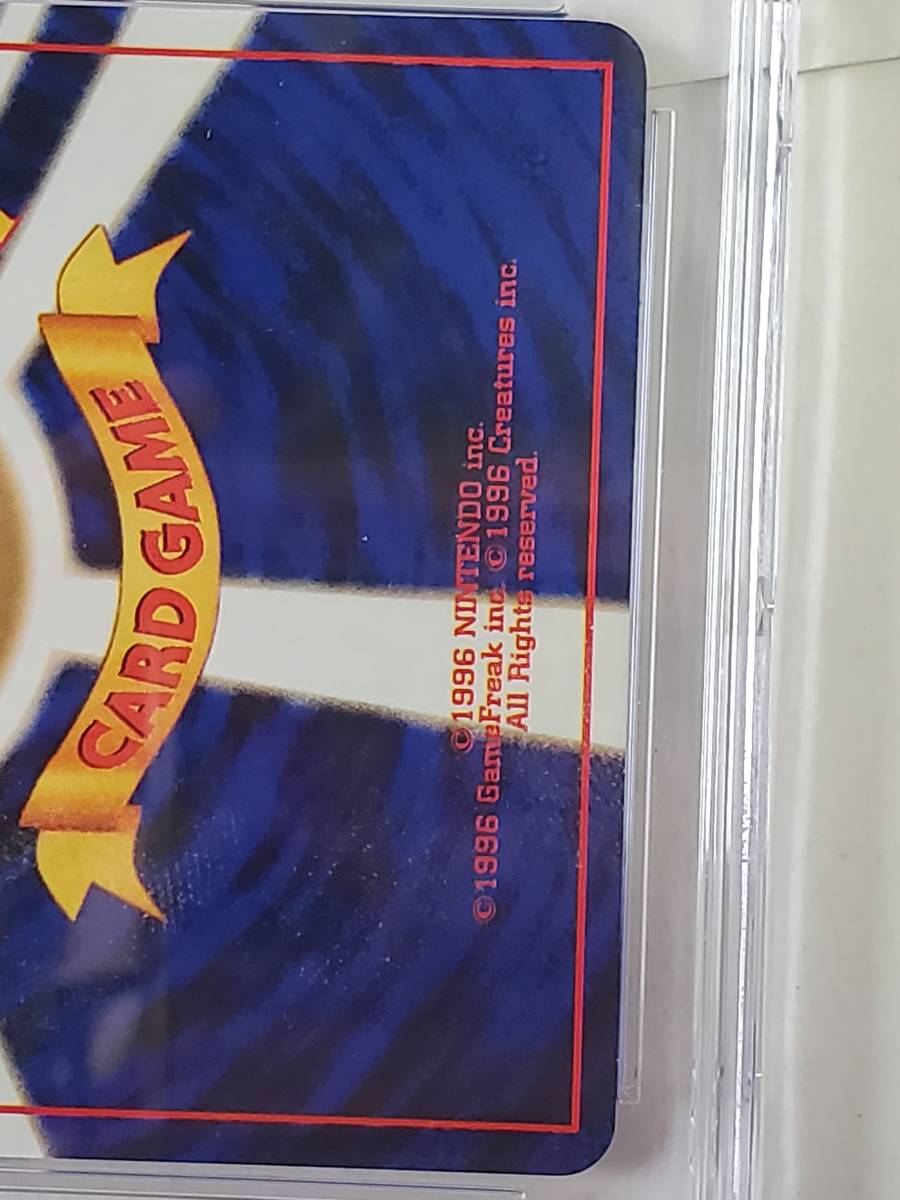 CARD GAME
©1996 NINTENDO inc.
©1996 GameFreak inc. ©1996 Creatures inc.
All Rights reserved.